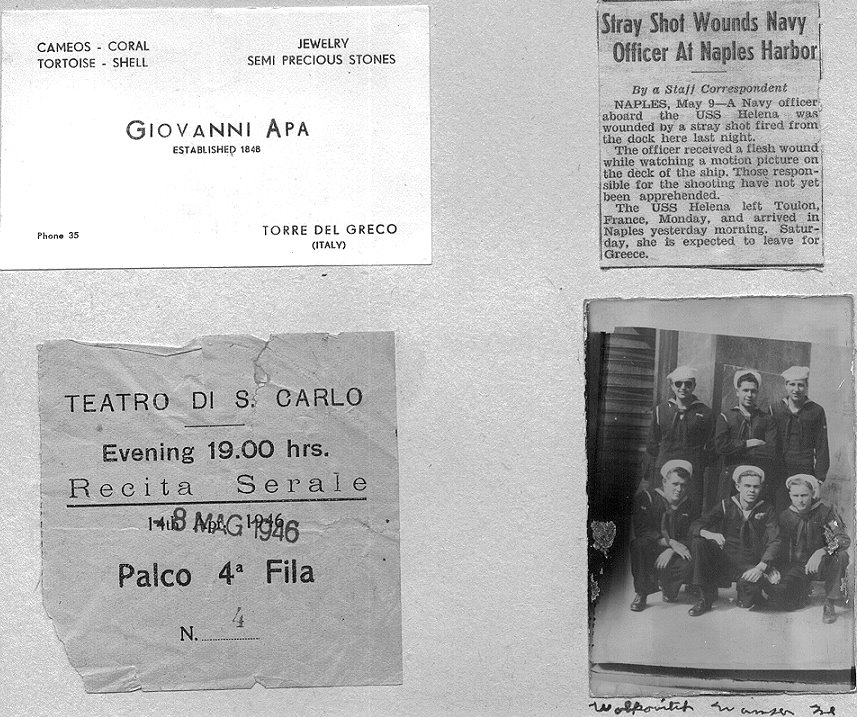 CAMEOS - CORAL
TORTOISE - SHELL
JEWELRY
SEMI PRECIOUS STONES
GIOVANNI APA
ESTABLISHED 1848
Phone 35
TORRE DEL GRECO
(ITALY)
Stray Shot Wounds Navy
Officer At Naples Harbor
By a Staff Correspondent
NAPLES, May 9—A Navy officer
aboard the USS Helena was
wounded by a stray shot fired from
the dock here last night.
The officer received a flesh wound
while watching a motion picture on
the deck of the ship. Those respon-
sible for the shooting have not yet
been apprehended.
The USS Helena left Toulon,
France, Monday, and arrived in
Naples yesterday morning. Satur-
day, she is expected to leave for
Greece.
TEATRO DI S. CARLO
Evening 19.00 hrs.
Recita Serale
14th Apr. 1946
8 MAG 1946
Palco 4ª Fila
N. 4